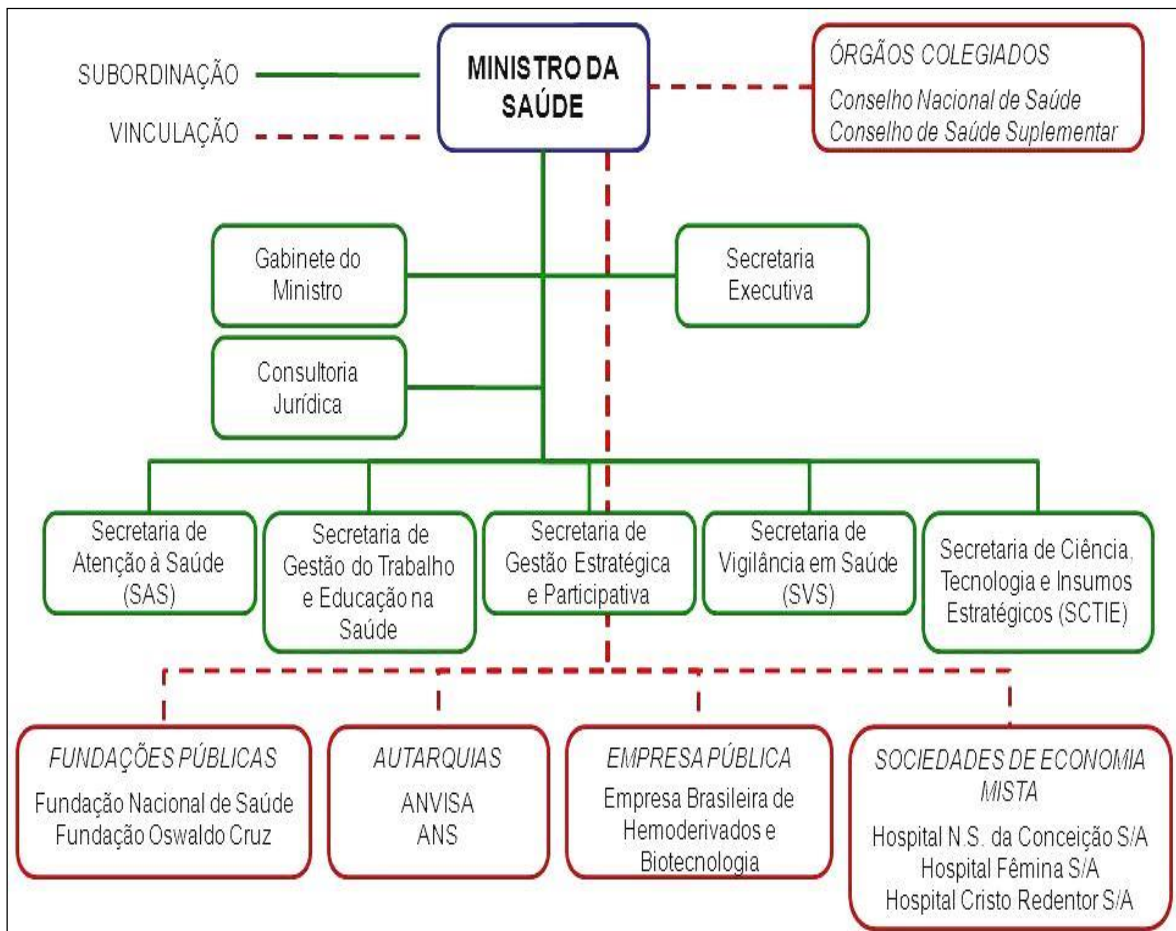 SUBORDINAÇÃO
VINCULAÇÃO
MINISTRO DA
SAÚDE
ÓRGÃOS COLEGIADOS
Conselho Nacional de Saúde
Conselho de Saúde Suplementar
Gabinete do
Ministro
Secretaria
Executiva
Consultoria
Jurídica
Secretaria de
Atenção à Saúde
(SAS)
Secretaria de
Gestão do Trabalho
e Educação na
Saúde
Secretaria de
Gestão Estratégica
e Participativa
Secretaria de
Vigilância em Saúde
(SVS)
Secretaria de Ciência,
Tecnologia e Insumos
Estratégicos (SCTIE)
FUNDAÇÕES PÚBLICAS
Fundação Nacional de Saúde
Fundação Oswaldo Cruz
AUTARQUIAS
ANVISA
ANS
EMPRESA PÚBLICA
Empresa Brasileira de
Hemoderivados e
Biotecnologia
SOCIEDADES DE ECONOMIA
MISTA
Hospital N.S. da Conceição S/A
Hospital Fêmina S/A
Hospital Cristo Redentor S/A